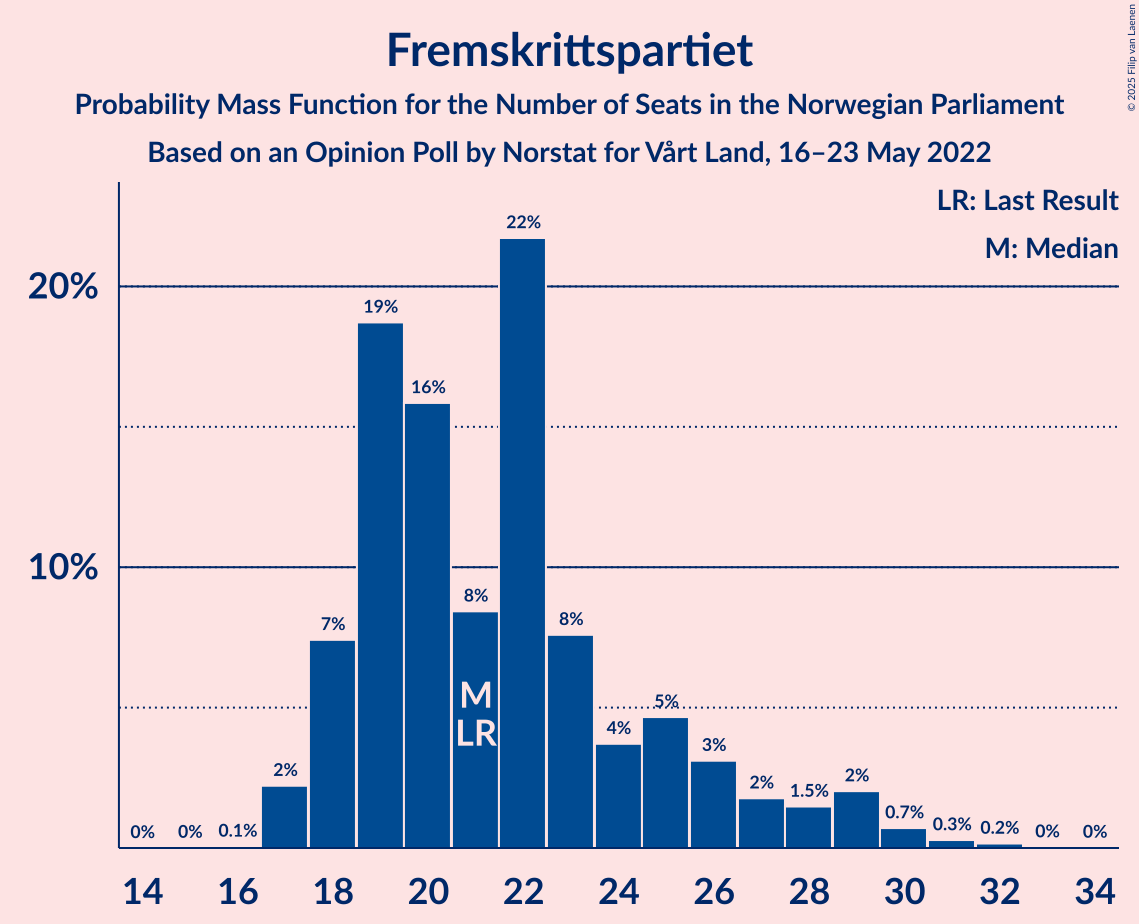 Fremskrittspartiet
Probability Mass Function for the Number of Seats in the Norwegian Parliament
Based on an Opinion Poll by Norstat for Vårt Land, 16–23 May 2022
© 2025 Filip van Laenen
LR: Last Result
M: Median
20%
10%
0%
0%
0.1%
2%
7%
19%
16%
8%
22%
8%
4%
5%
3%
2%
1.5%
2%
0.7%
0.3%
0.2%
0%
0%
M
LR
14 16 18 20 22 24 26 28 30 32 34